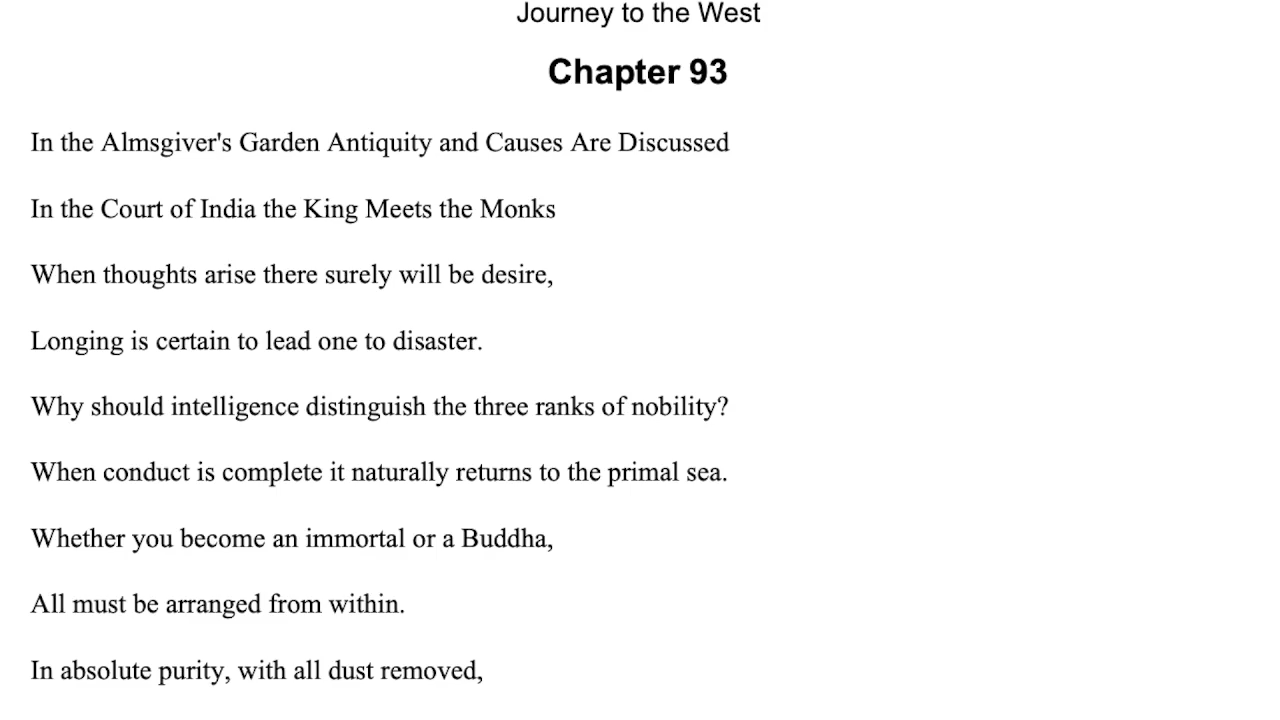 Journey to the West
Chapter 93
In the Almsgiver's Garden Antiquity and Causes Are Discussed
In the Court of India the King Meets the Monks
When thoughts arise there surely will be desire,
Longing is certain to lead one to disaster.
Why should intelligence distinguish the three ranks of nobility?
When conduct is complete it naturally returns to the primal sea.
Whether you become an immortal or a Buddha,
All must be arranged from within.
In absolute purity, with all dust removed,